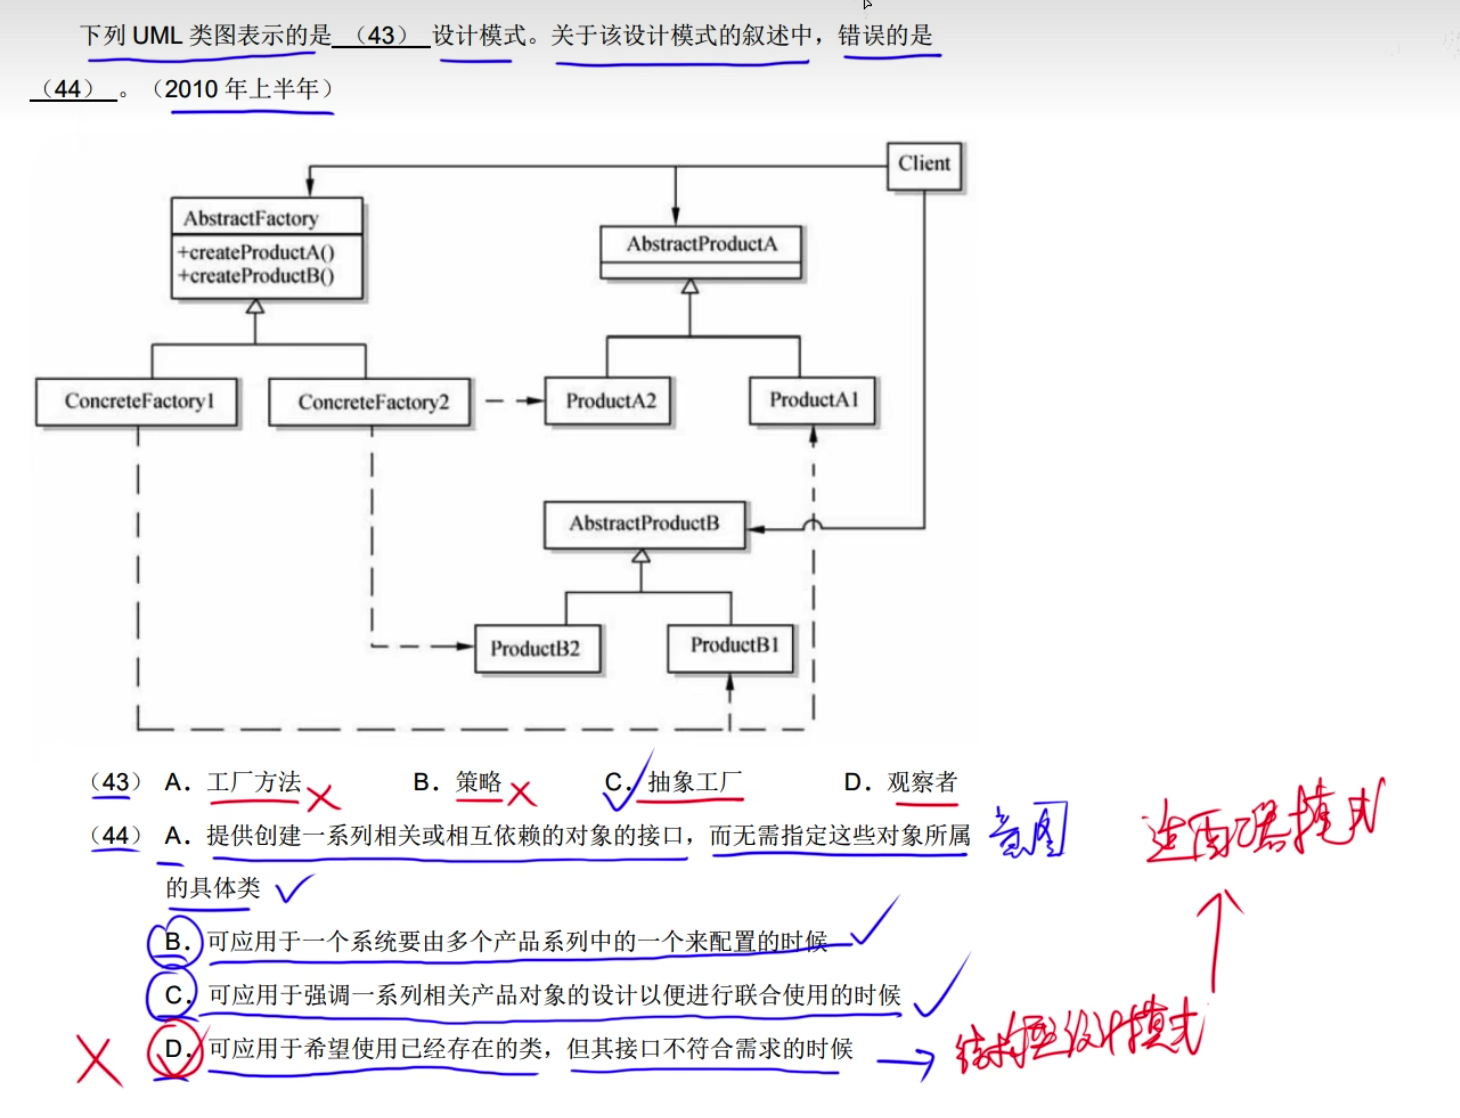 下列 UML 类图表示的是 （43） 设计模式。关于该设计模式的叙述中，错误的是
（44） 。（2010 年上半年）
Client
AbstractFactory
+createProductA()
+createProductB()
AbstractProductA
ConcreteFactory1
ConcreteFactory2
ProductA2
ProductA1
AbstractProductB
ProductB2
ProductB1
（43） A．工厂方法 B．策略 C．抽象工厂 D．观察者
（44） A．提供创建一系列相关或相互依赖的对象的接口，而无需指定这些对象所属 意图
的具体类
适配器模式
B．可应用于一个系统要由多个产品系列中的一个来配置的时候
C．可应用于强调一系列相关产品对象的设计以便进行联合使用的时候
D．可应用于希望使用已经存在的类，但其接口不符合需求的时候
结构型设计模式